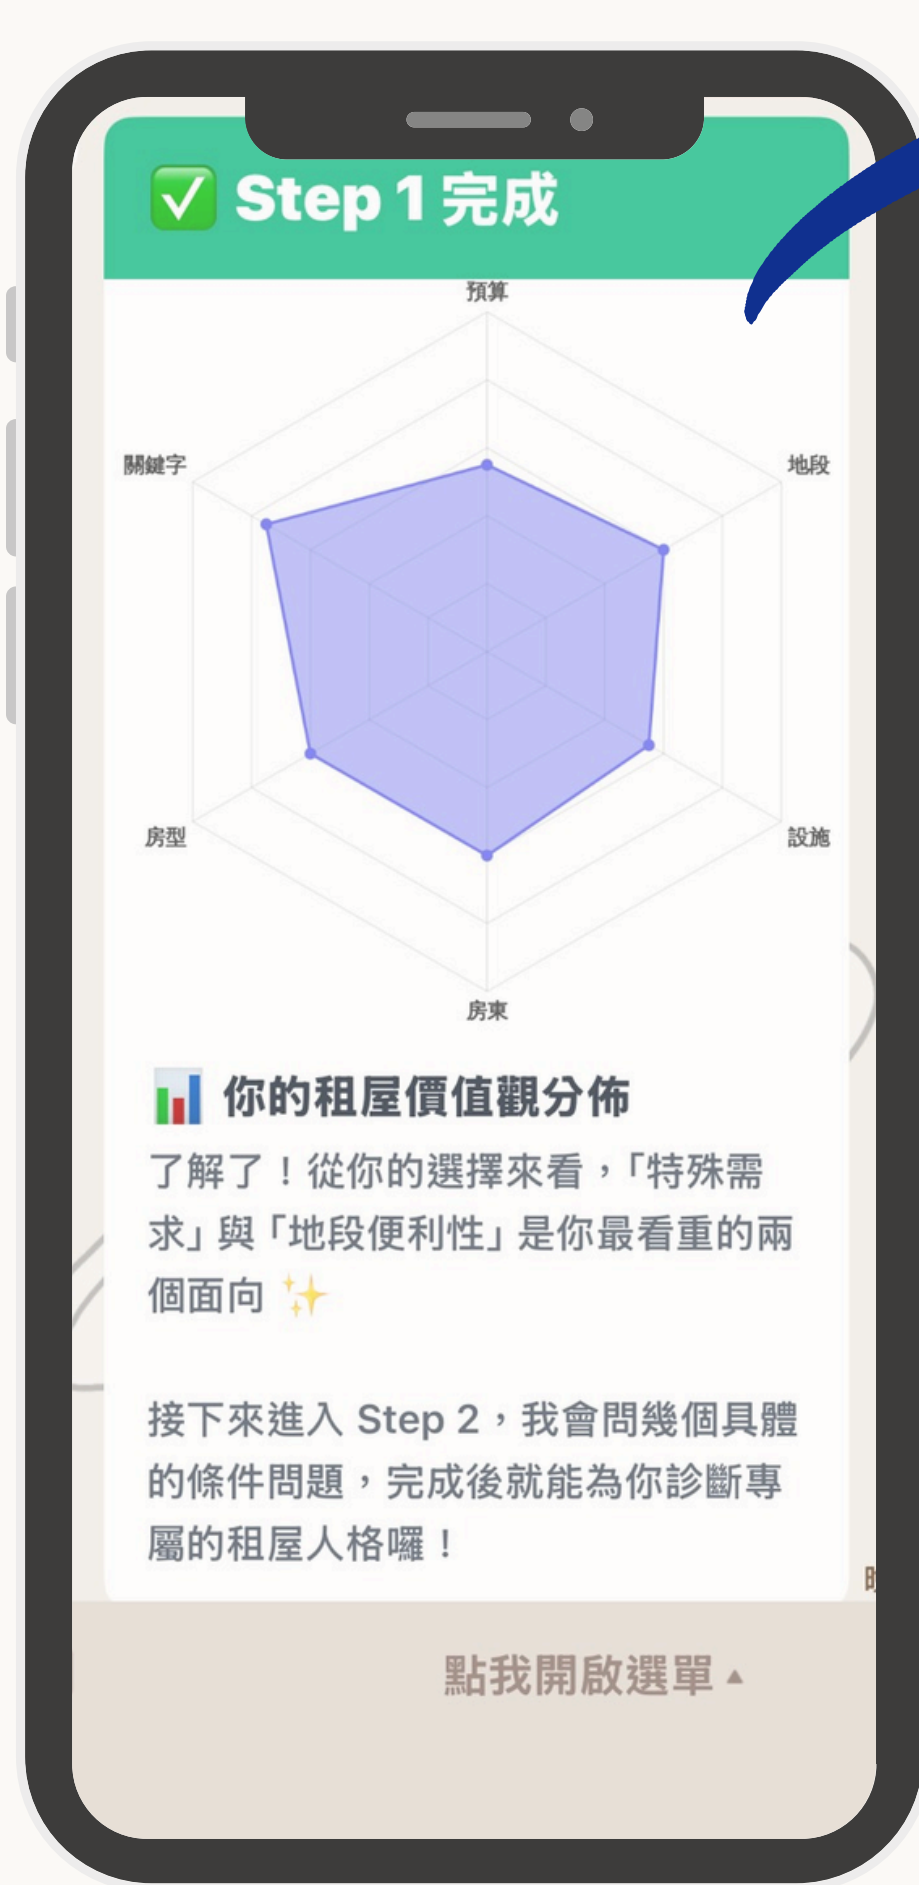 ✅ Step 1 完成
預算
關鍵字
地段
房型
設施
房東
📊 你的租屋價值觀分佈
了解了！從你的選擇來看，「特殊需
求」與「地段便利性」是你最看重的兩
個面向 ✨
接下來進入 Step 2，我會問幾個具體
的條件問題，完成後就能為你診斷專
屬的租屋人格囉！
點我開啟選單 ▴